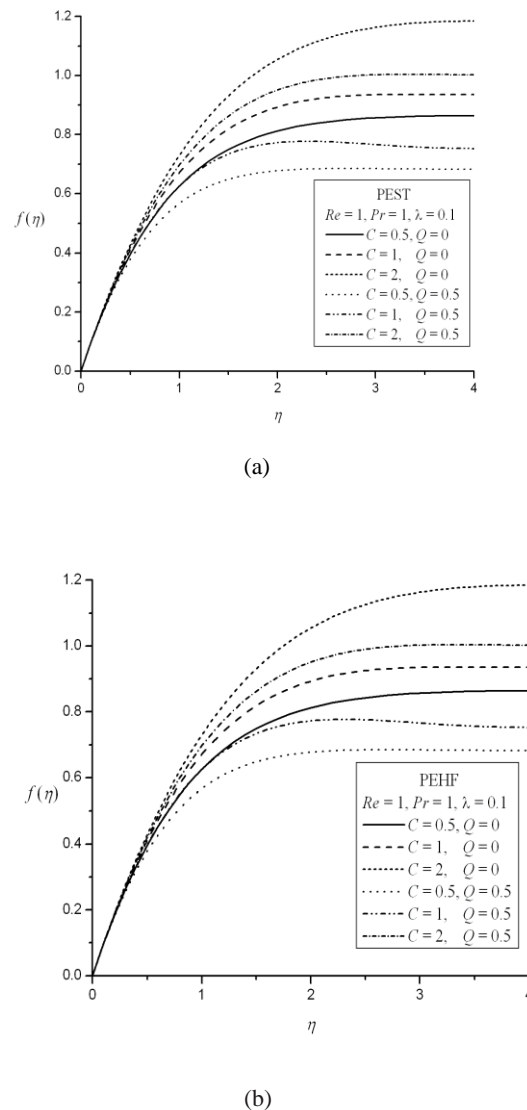 1.2
1.0
0.8
0.6
0.4
0.2
0.0
f(η)
PEST
Re = 1, Pr = 1, λ = 0.1
C = 0.5, Q = 0
C = 1, Q = 0
C = 2, Q = 0
C = 0.5, Q = 0.5
C = 1, Q = 0.5
C = 2, Q = 0.5
0 1 2 3 4
η
(a)
1.2
1.0
0.8
0.6
0.4
0.2
0.0
f(η)
PEHF
Re = 1, Pr = 1, λ = 0.1
C = 0.5, Q = 0
C = 1, Q = 0
C = 2, Q = 0
C = 0.5, Q = 0.5
C = 1, Q = 0.5
C = 2, Q = 0.5
0 1 2 3 4
η
(b)